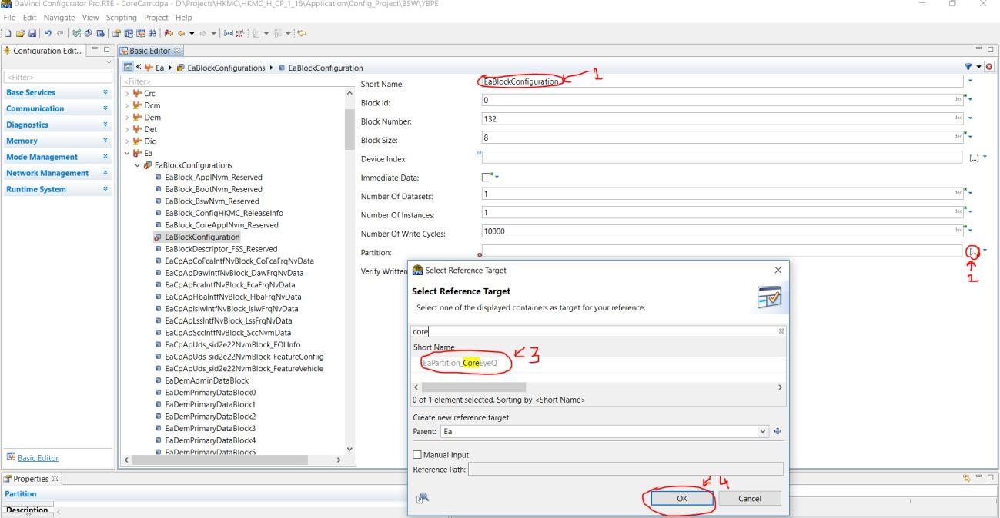 DaVinci Configurator Pro.RTE - CoreCam.dpa - D:\Projects\HKMC\HKMC_H_CP_1_16\Application\Config_Project\BSW\YBPE
File Edit Navigate View Scripting Project Help
Configuration Edit...
Basic Editor
Ea EaBlockConfigurations EaBlockConfiguration
<Filter>
Base Services
Communication
Diagnostics
Memory
Mode Management
Network Management
Runtime System
Basic Editor
<Filter>
Crc
Dcm
Dem
Det
Dio
Ea
EaBlockConfigurations
EaBlock_ApplNvm_Reserved
EaBlock_BootNvm_Reserved
EaBlock_BswNvm_Reserved
EaBlock_ConfigHKMC_ReleaseInfo
EaBlock_CoreApplNvm_Reserved
EaBlockConfiguration
EaBlockDescriptor_FSS_Reserved
EaCpApCoFcaIntfNvBlock_CoFcaFrqNvData
EaCpApDawIntfNvBlock_DawFrqNvData
EaCpApFcaIntfNvBlock_FcaFrqNvData
EaCpApHbaIntfNvBlock_HbaFrqNvData
EaCpApIslwIntfNvBlock_IslwFrqNvData
EaCpApLssIntfNvBlock_LssFrqNvData
EaCpApSccIntfNvBlock_SccNvmData
EaCpApUds_sid2e22NvmBlock_EOLInfo
EaCpApUds_sid2e22NvmBlock_FeatureConfiig
EaCpApUds_sid2e22NvmBlock_FeatureVehicle
EaDemAdminDataBlock
EaDemPrimaryDataBlock0
EaDemPrimaryDataBlock1
EaDemPrimaryDataBlock2
EaDemPrimaryDataBlock3
EaDemPrimaryDataBlock4
EaDemPrimaryDataBlock5
Short Name: EaBlockConfiguration 1
Block Id: 0 dec
Block Number: 132 dec
Block Size: 8 dec
Device Index: [...]
Immediate Data:
Number Of Datasets: 1 dec
Number Of Instances: 1 dec
Number Of Write Cycles: 10000 dec
Partition: [...]
2
Verify Written
Select Reference Target
Select Reference Target
Select one of the displayed containers as target for your reference.
core
Short Name
EaPartition_CoreEyeQ 3
0 of 1 element selected. Sorting by <Short Name>
Create new reference target
Parent: Ea
Manual Input
Reference Path:
4
OK Cancel
Properties
Partition
Description